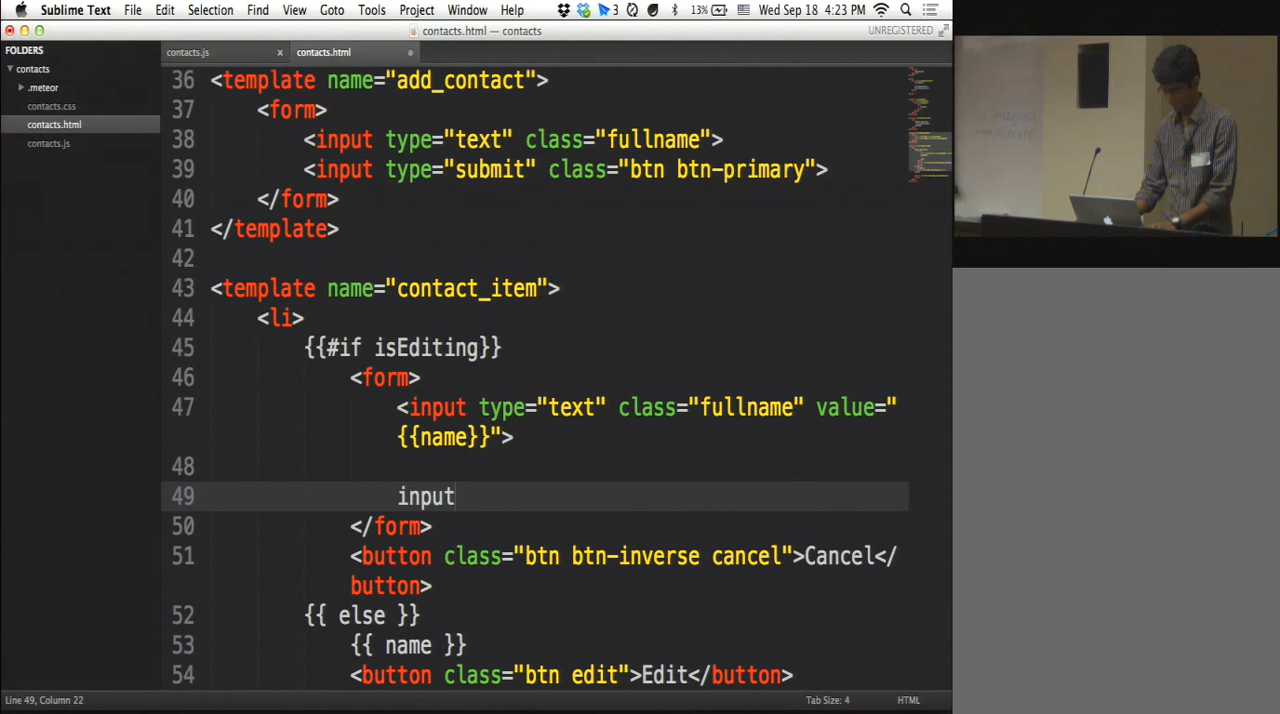 Sublime Text File Edit Selection Find View Goto Tools Project Window Help 3 13% Wed Sep 18 4:23 PM
contacts.html — contacts UNREGISTERED
FOLDERS
contacts
.meteor
contacts.css
contacts.html
contacts.js
contacts.js x contacts.html
36 <template name="add_contact">
37 <form>
38 <input type="text" class="fullname">
39 <input type="submit" class="btn btn-primary">
40 </form>
41 </template>
42
43 <template name="contact_item">
44 <li>
45 {{#if isEditing}}
46 <form>
47 <input type="text" class="fullname" value="
{{name}}">
48
49 input
50 </form>
51 <button class="btn btn-inverse cancel">Cancel</
button>
52 {{ else }}
53 {{ name }}
54 <button class="btn edit">Edit</button>
Line 49, Column 22 Tab Size: 4 HTML